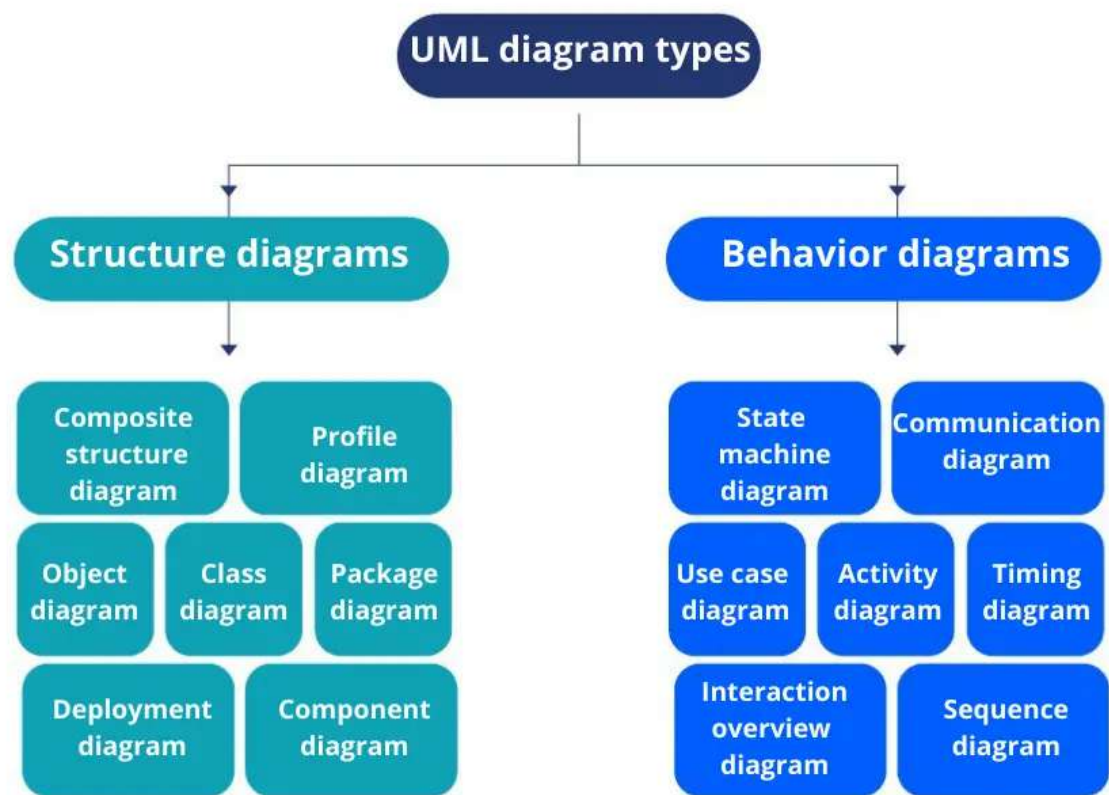 UML diagram types
Structure diagrams
Behavior diagrams
Composite
structure
diagram
Profile
diagram
Object
diagram
Class
diagram
Package
diagram
Deployment
diagram
Component
diagram
State
machine
diagram
Communication
diagram
Use case
diagram
Activity
diagram
Timing
diagram
Interaction
overview
diagram
Sequence
diagram